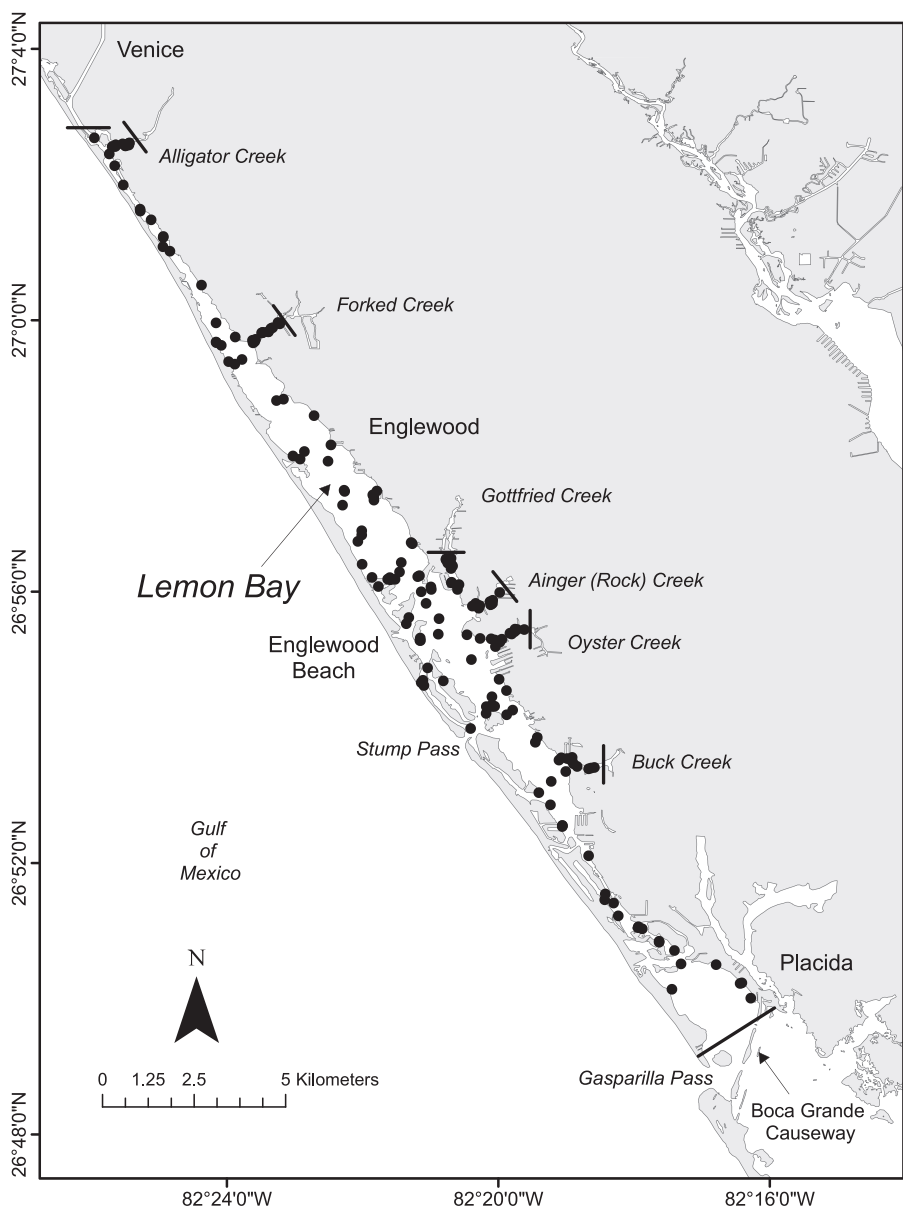 27°4'0"N
Venice
Alligator Creek
Forked Creek
27°0'0"N
Englewood
Gottfried Creek
Lemon Bay
Ainger (Rock) Creek
26°56'0"N
Englewood
Beach
Oyster Creek
Stump Pass
Buck Creek
Gulf
of
Mexico
26°52'0"N
N
Placida
0 1.25 2.5 5 Kilometers
Gasparilla Pass
Boca Grande
Causeway
26°48'0"N
82°24'0"W 82°20'0"W 82°16'0"W